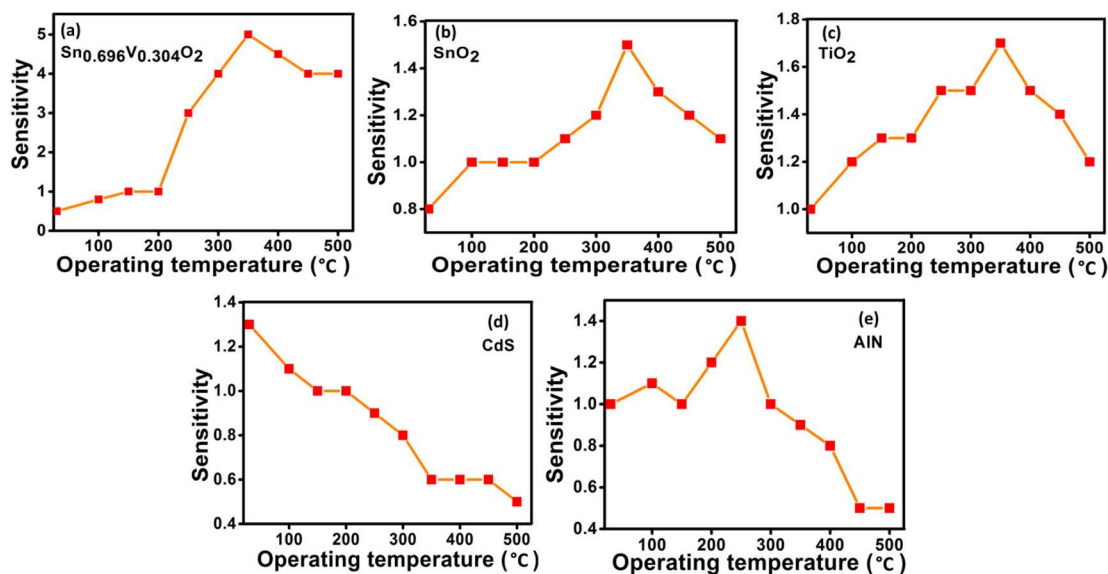 (a)
Sn0.696V0.304O2
5
4
3
2
1
0
Sensitivity
100 200 300 400 500
Operating temperature (°C)
(b)
SnO2
1.6
1.4
1.2
1.0
0.8
Sensitivity
100 200 300 400 500
Operating temperature (°C)
(c)
TiO2
1.8
1.6
1.4
1.2
1.0
Sensitivity
100 200 300 400 500
Operating temperature (°C)
(d)
CdS
1.4
1.2
1.0
0.8
0.6
0.4
Sensitivity
100 200 300 400 500
Operating temperature (°C)
(e)
AlN
1.4
1.2
1.0
0.8
0.6
0.4
Sensitivity
100 200 300 400 500
Operating temperature (°C)